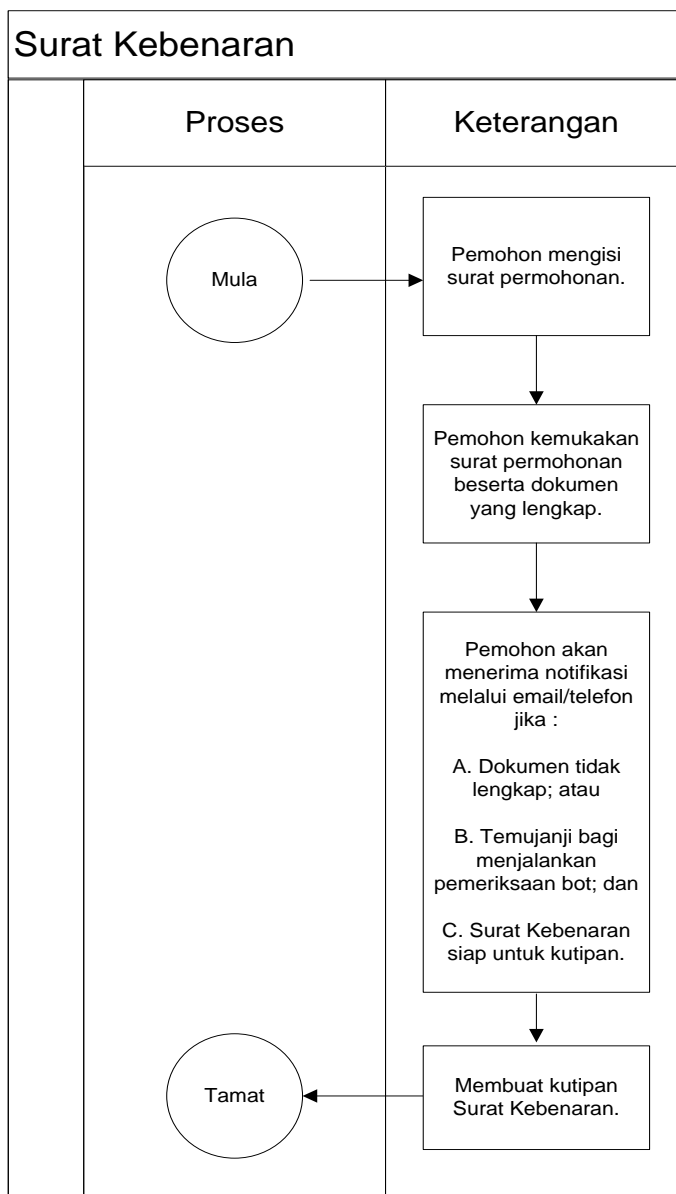 Surat Kebenaran
Proses
Keterangan
Mula
Pemohon mengisi
surat permohonan.
Pemohon kemukakan
surat permohonan
beserta dokumen
yang lengkap.
Pemohon akan
menerima notifikasi
melalui email/telefon
jika :
A. Dokumen tidak
lengkap; atau
B. Temujanji bagi
menjalankan
pemeriksaan bot; dan
C. Surat Kebenaran
siap untuk kutipan.
Tamat
Membuat kutipan
Surat Kebenaran.